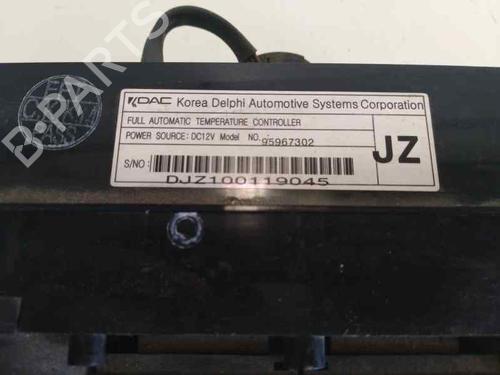 KDAC Korea Delphi Automotive Systems Corporation
FULL AUTOMATIC TEMPERATURE CONTROLLER
POWER SOURCE: DC12V Model NO. 95967302
JZ
S/NO:
DJZ100119045
B-PARTS